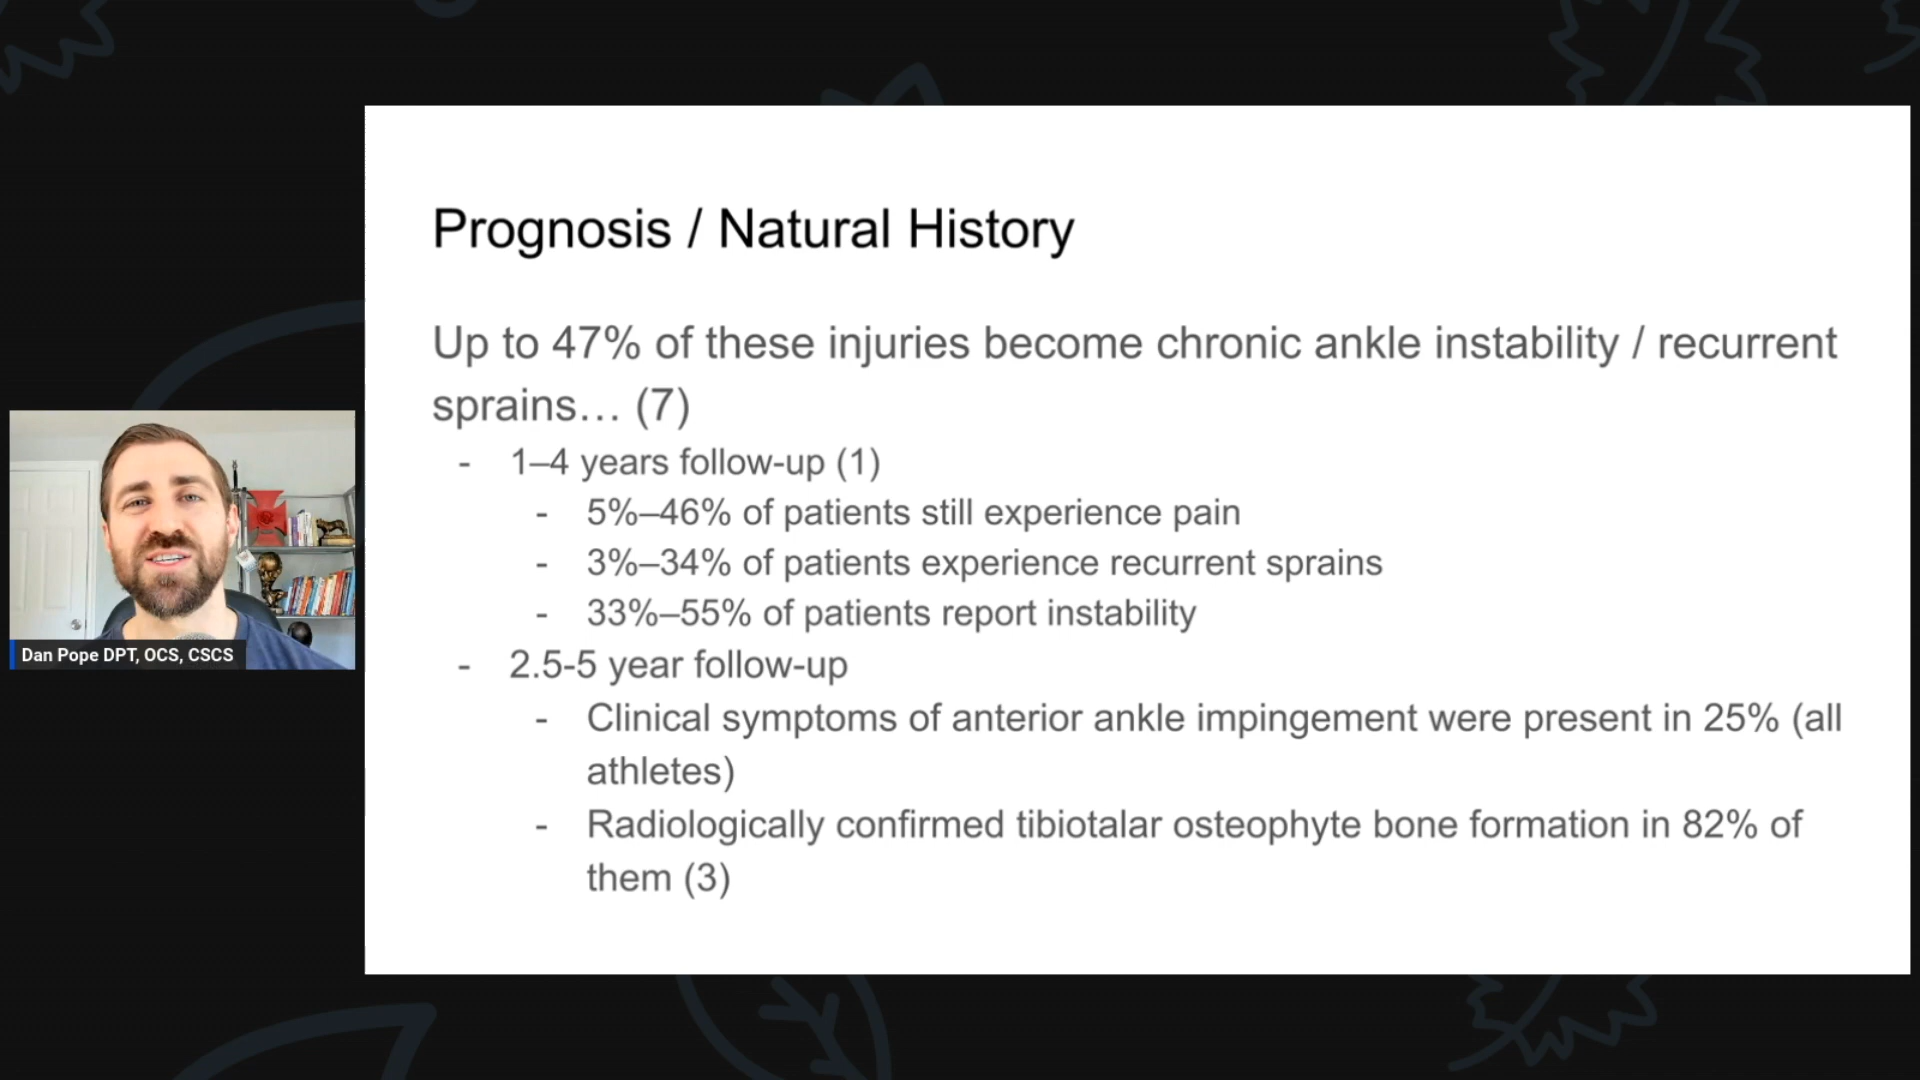 Prognosis / Natural History
Up to 47% of these injuries become chronic ankle instability / recurrent
sprains… (7)
- 1–4 years follow-up (1)
- 5%–46% of patients still experience pain
- 3%–34% of patients experience recurrent sprains
- 33%–55% of patients report instability
- 2.5-5 year follow-up
- Clinical symptoms of anterior ankle impingement were present in 25% (all
athletes)
- Radiologically confirmed tibiotalar osteophyte bone formation in 82% of
them (3)
Dan Pope DPT, OCS, CSCS